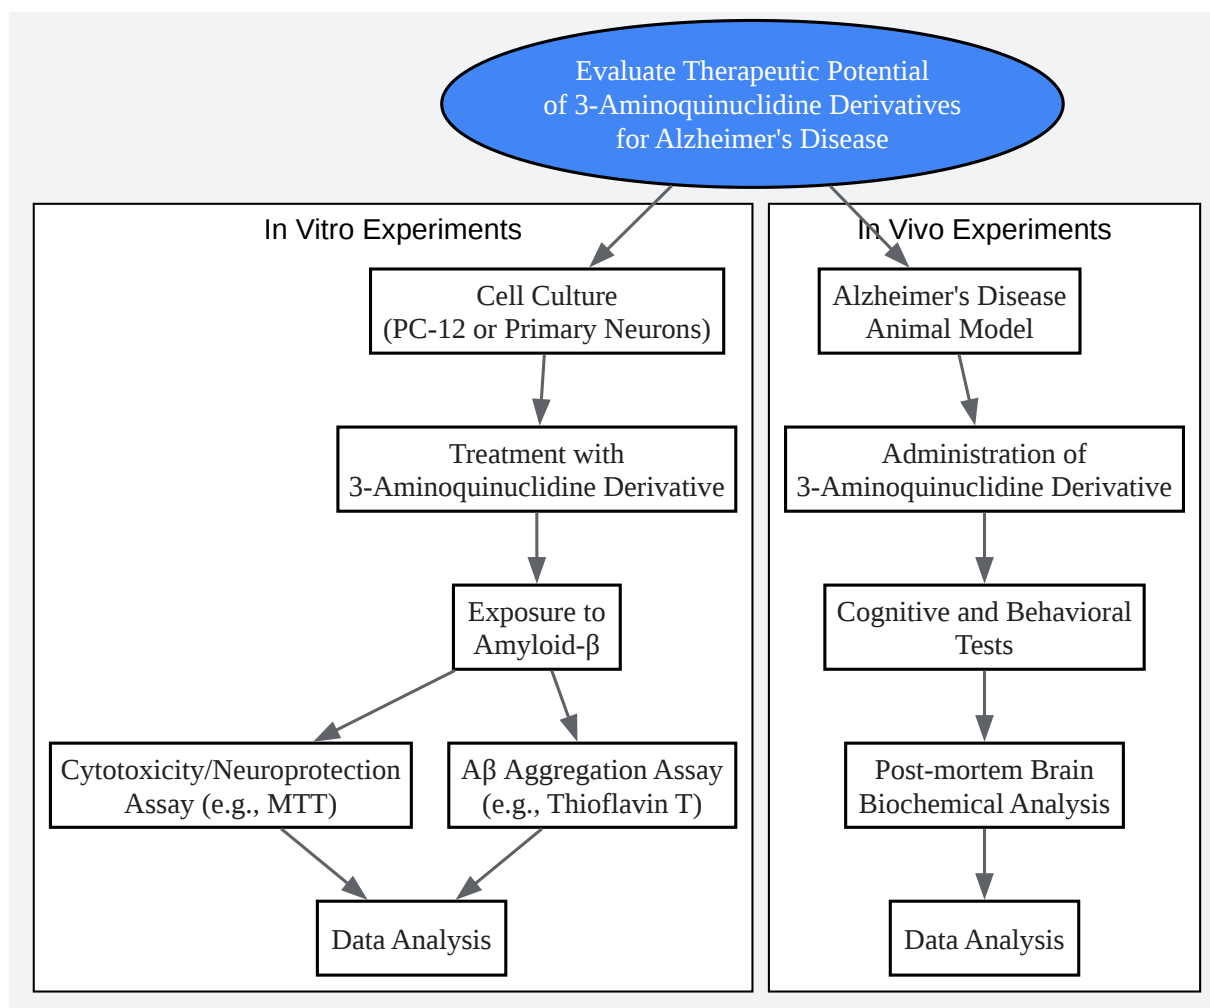 Evaluate Therapeutic Potential
of 3-Aminoquinuclidine Derivatives
for Alzheimer's Disease
In Vitro Experiments
Cell Culture
(PC-12 or Primary Neurons)
Treatment with
3-Aminoquinuclidine Derivative
Exposure to
Amyloid-β
Cytotoxicity/Neuroprotection
Assay (e.g., MTT)
Aβ Aggregation Assay
(e.g., Thioflavin T)
Data Analysis
In Vivo Experiments
Alzheimer's Disease
Animal Model
Administration of
3-Aminoquinuclidine Derivative
Cognitive and Behavioral
Tests
Post-mortem Brain
Biochemical Analysis
Data Analysis